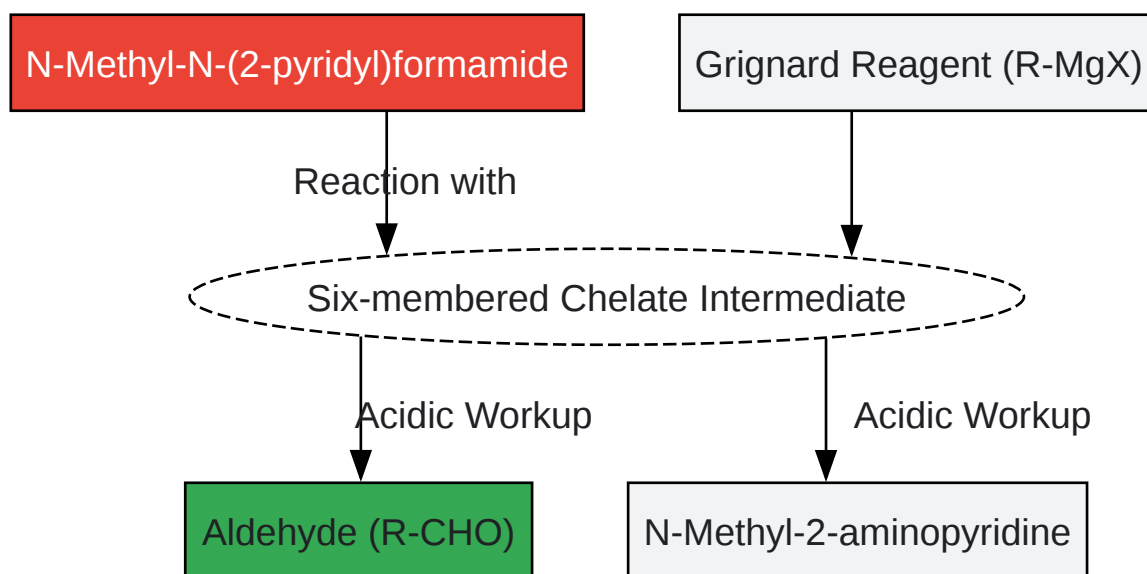 N-Methyl-N-(2-pyridyl)formamide
Grignard Reagent (R-MgX)
Reaction with
Six-membered Chelate Intermediate
Acidic Workup
Acidic Workup
Aldehyde (R-CHO)
N-Methyl-2-aminopyridine